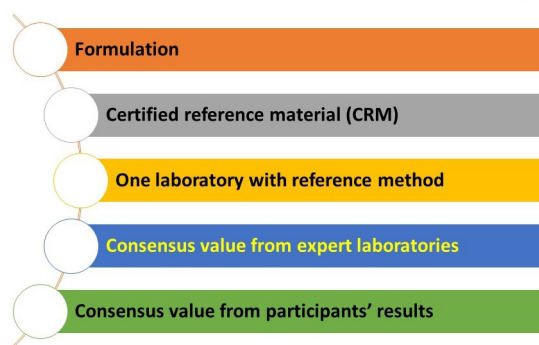 Formulation
Certified reference material (CRM)
One laboratory with reference method
Consensus value from expert laboratories
Consensus value from participants’ results